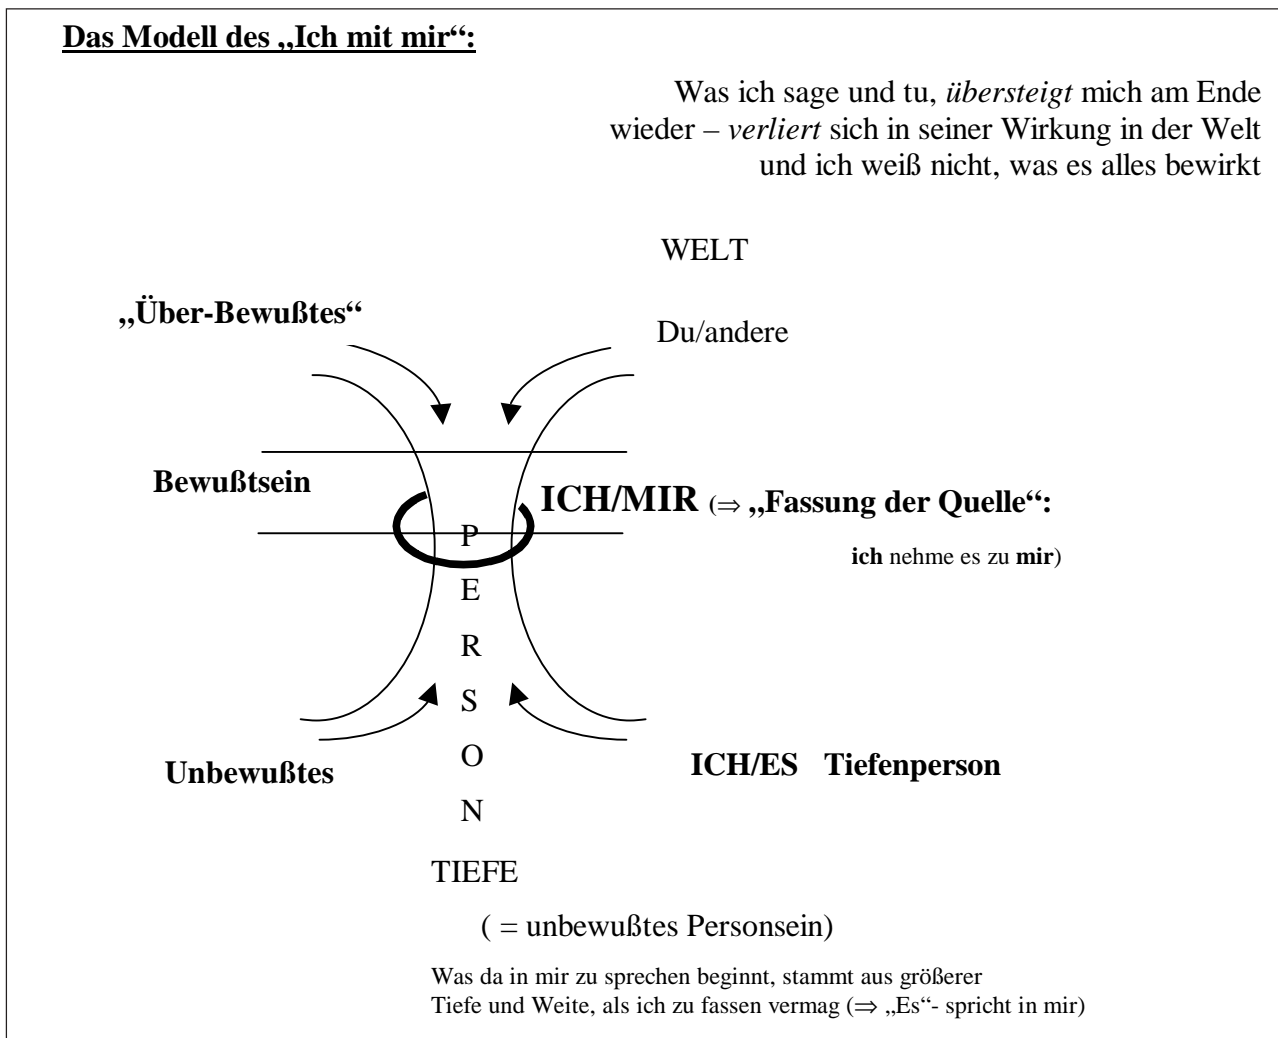 Das Modell des „Ich mit mir“:
Was ich sage und tu, übersteigt mich am Ende
wieder – verliert sich in seiner Wirkung in der Welt
und ich weiß nicht, was es alles bewirkt
WELT
„Über-Bewußtes“
Du/andere
Bewußtsein
ICH/MIR (⇒ „Fassung der Quelle“:
ich nehme es zu mir)
P
E
R
S
O
N
Unbewußtes
ICH/ES Tiefenperson
TIEFE
( = unbewußtes Personsein)
Was da in mir zu sprechen beginnt, stammt aus größerer
Tiefe und Weite, als ich zu fassen vermag (⇒ „Es“- spricht in mir)